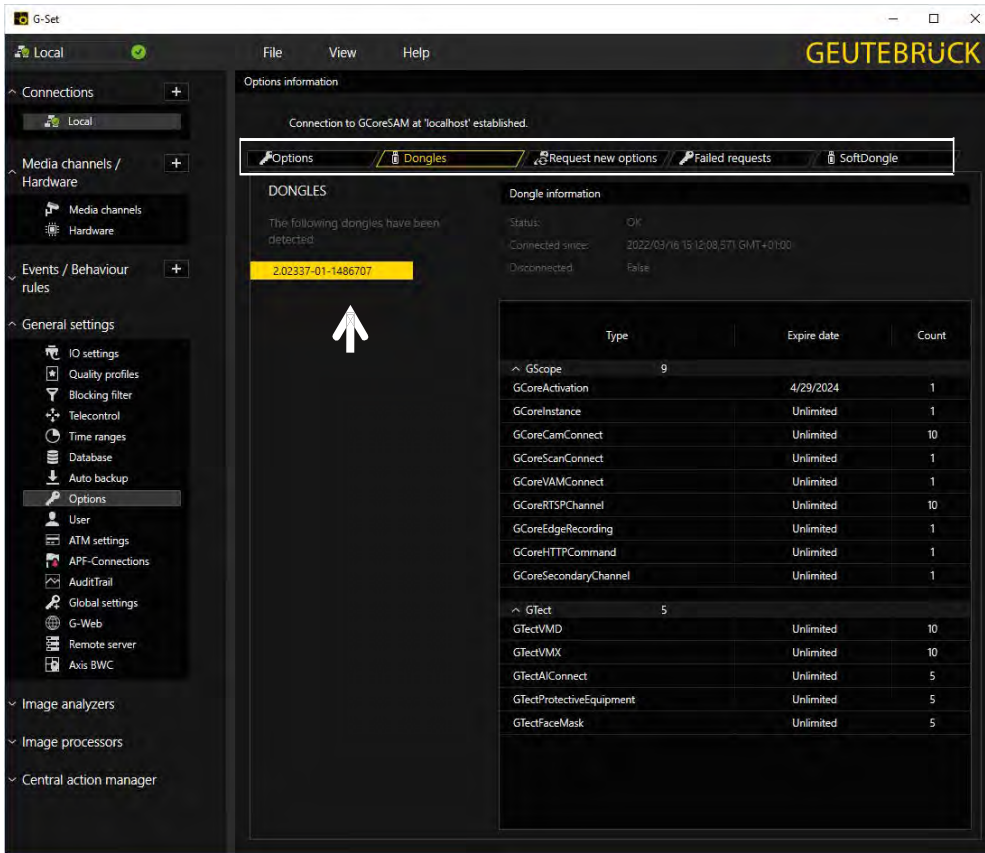 G-Set
Local
File View Help
GEUTEBRÜCK
Options information
Connections
Local
Connection to GCoreSAM at 'localhost' established.
Media channels /
Hardware
Media channels
Hardware
Events / Behaviour
rules
General settings
IO settings
Quality profiles
Blocking filter
Telecontrol
Time ranges
Database
Auto backup
Options
User
ATM settings
APF-Connections
AuditTrail
Global settings
G-Web
Remote server
Axis BWC
Image analyzers
Image processors
Central action manager
Options Dongles Request new options Failed requests SoftDongle
DONGLES
The following dongles have been
detected
2.02337-01-1486707
Dongle information
Status: OK
Connected since: 2022/03/16 15:12:08,571 GMT+01:00
Disconnected False
Type Expire date Count
GScope 9
GCoreActivation 4/29/2024 1
GCoreInstance Unlimited 1
GCoreCamConnect Unlimited 10
GCoreScanConnect Unlimited 1
GCoreVAMConnect Unlimited 1
GCoreRTSPChannel Unlimited 10
GCoreEdgeRecording Unlimited 1
GCoreHTTPCommand Unlimited 1
GCoreSecondaryChannel Unlimited 1
GTect 5
GTectVMD Unlimited 10
GTectVMX Unlimited 10
GTectAIConnect Unlimited 5
GTectProtectiveEquipment Unlimited 5
GTectFaceMask Unlimited 5